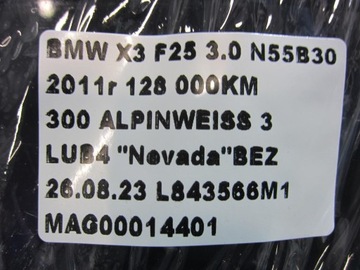 BMW X3 F25 3.0 N55B30
2011r 128 000KM
300 ALPINWEISS 3
LUB4 "Nevada"BEZ
26.08.23 L843566M1
MAG00014401